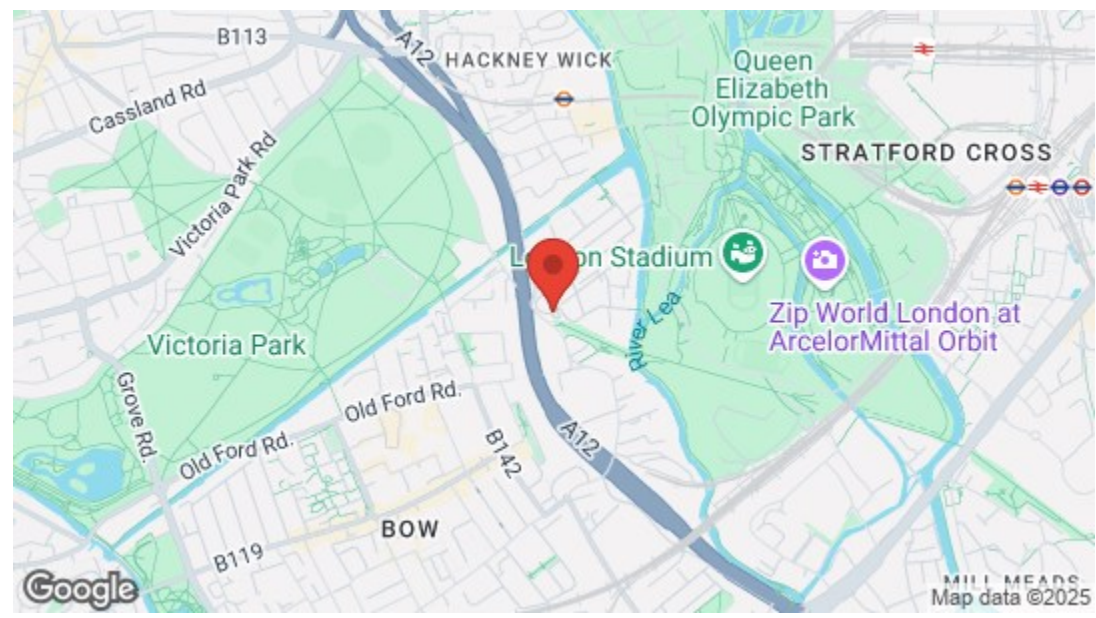 B113
A12
HACKNEY WICK
Queen
Elizabeth
Olympic Park
Cassland Rd
STRATFORD CROSS
Victoria Park Rd
London Stadium
River Lea
Zip World London at
ArcelorMittal Orbit
Victoria Park
Grove Rd.
Old Ford Rd.
Old Ford Rd.
B142
A12
BOW
B119
MILL MEADS
Google
Map data ©2025